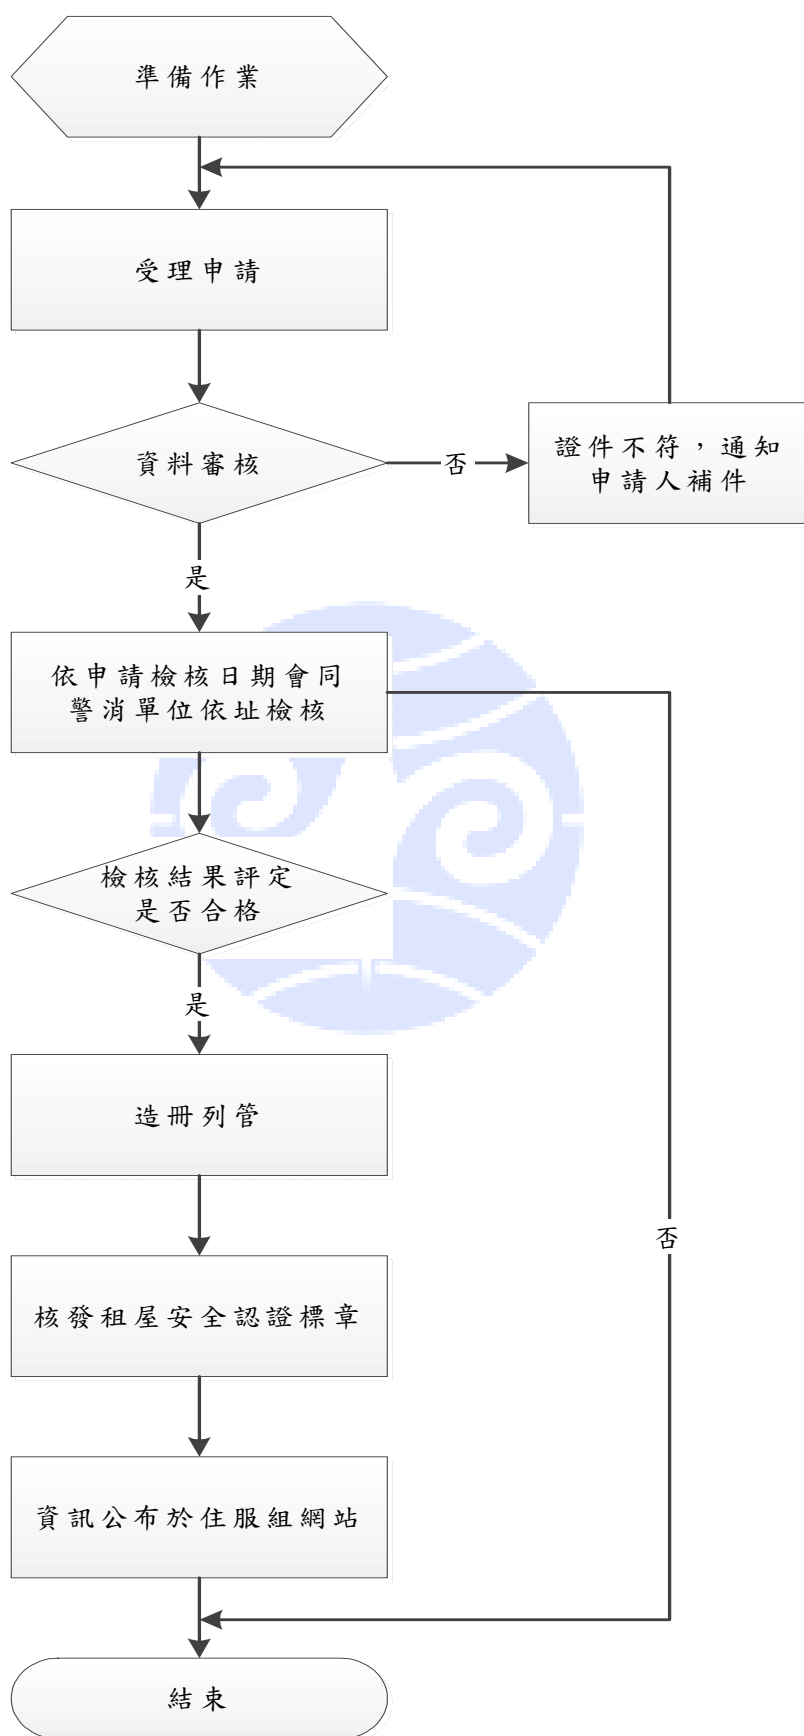 準備作業
受理申請
資料審核
否
證件不符，通知
申請人補件
是
依申請檢核日期會同
警消單位依址檢核
檢核結果評定
是否合格
是
造冊列管
否
核發租屋安全認證標章
資訊公布於住服組網站
結束